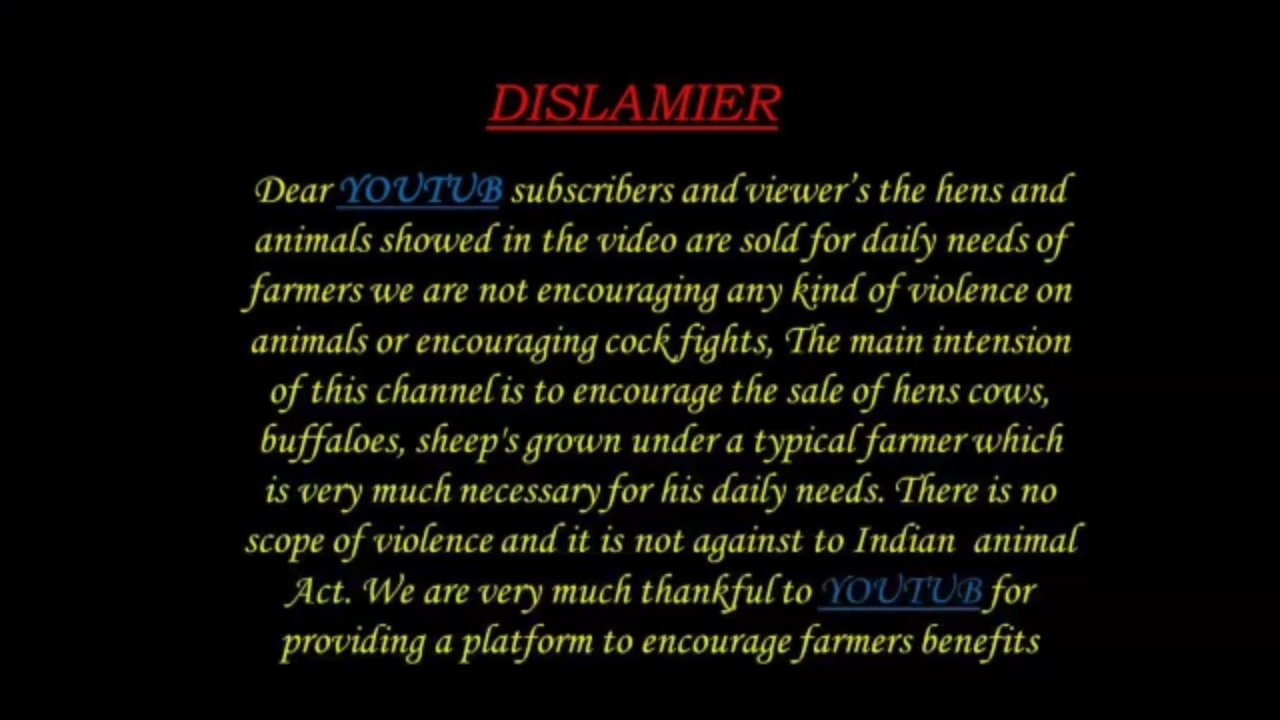 DISLAMIER
Dear YOUTUB subscribers and viewer's the hens and
animals showed in the video are sold for daily needs of
farmers we are not encouraging any kind of violence on
animals or encouraging cock fights, The main intension
of this channel is to encourage the sale of hens cows,
buffaloes, sheep's grown under a typical farmer which
is very much necessary for his daily needs. There is no
scope of violence and it is not against to Indian animal
Act. We are very much thankful to YOUTUB for
providing a platform to encourage farmers benefits